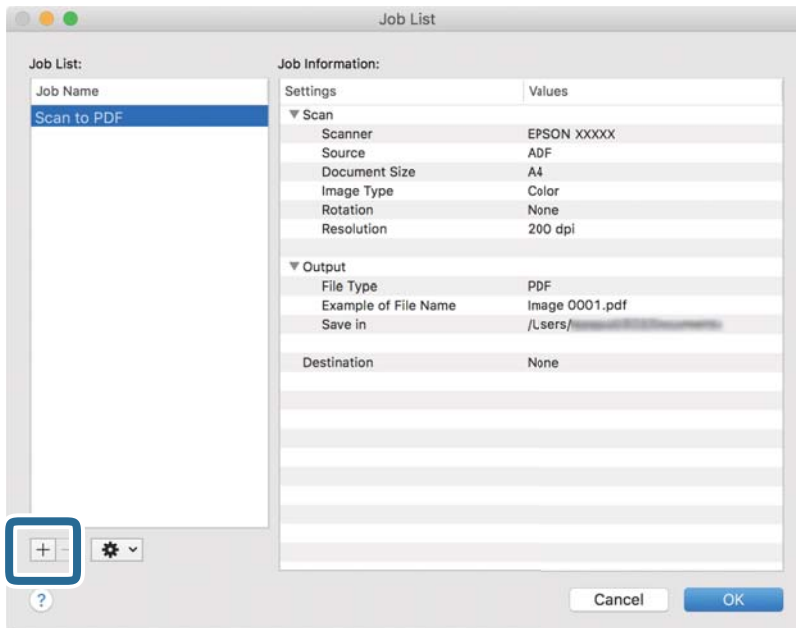 Job List
Job List:
Job Information:
Job Name
Settings Values
Scan to PDF
Scan
Scanner EPSON XXXXX
Source ADF
Document Size A4
Image Type Color
Rotation None
Resolution 200 dpi
Output
File Type PDF
Example of File Name Image 0001.pdf
Save in /Users/
Destination None
+ -
?
Cancel OK